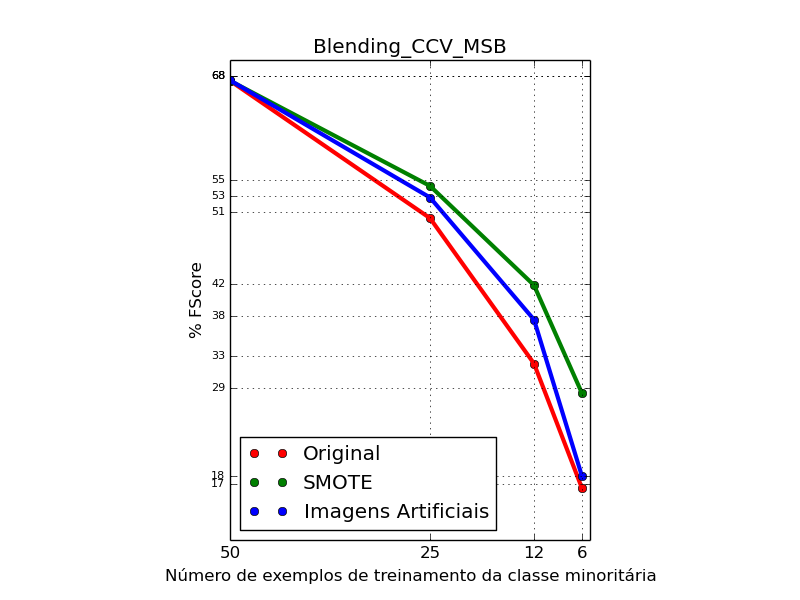 Blending_CCV_MSB
68
55
53
51
42
38
33
29
18
17
% FScore
Original
SMOTE
Imagens Artificiais
50 25 12 6
Número de exemplos de treinamento da classe minoritária